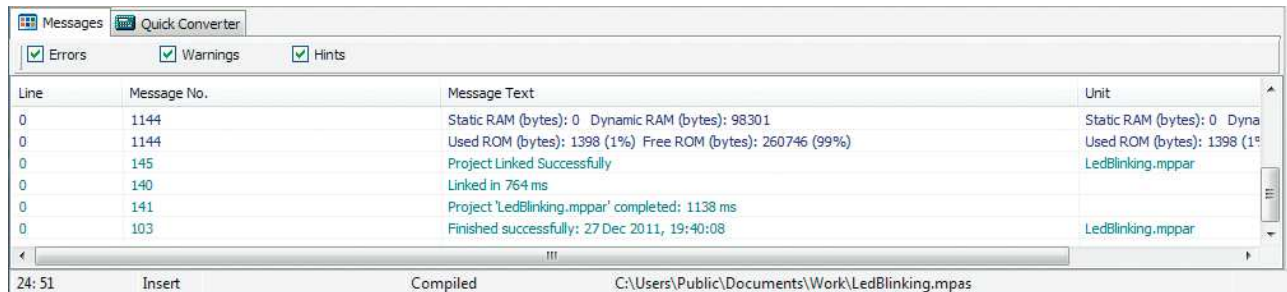 Messages Quick Converter
Errors Warnings Hints
Line Message No. Message Text Unit
0 1144 Static RAM (bytes): 0 Dynamic RAM (bytes): 98301 Static RAM (bytes): 0 Dyna
0 1144 Used ROM (bytes): 1398 (1%) Free ROM (bytes): 260746 (99%) Used ROM (bytes): 1398 (1%
0 145 Project Linked Successfully LedBlinking.mppar
0 140 Linked in 764 ms
0 141 Project 'LedBlinking.mppar' completed: 1138 ms
0 103 Finished successfully: 27 Dec 2011, 19:40:08 LedBlinking.mppar
24: 51 Insert Compiled C:\Users\Public\Documents\Work\LedBlinking.mpas